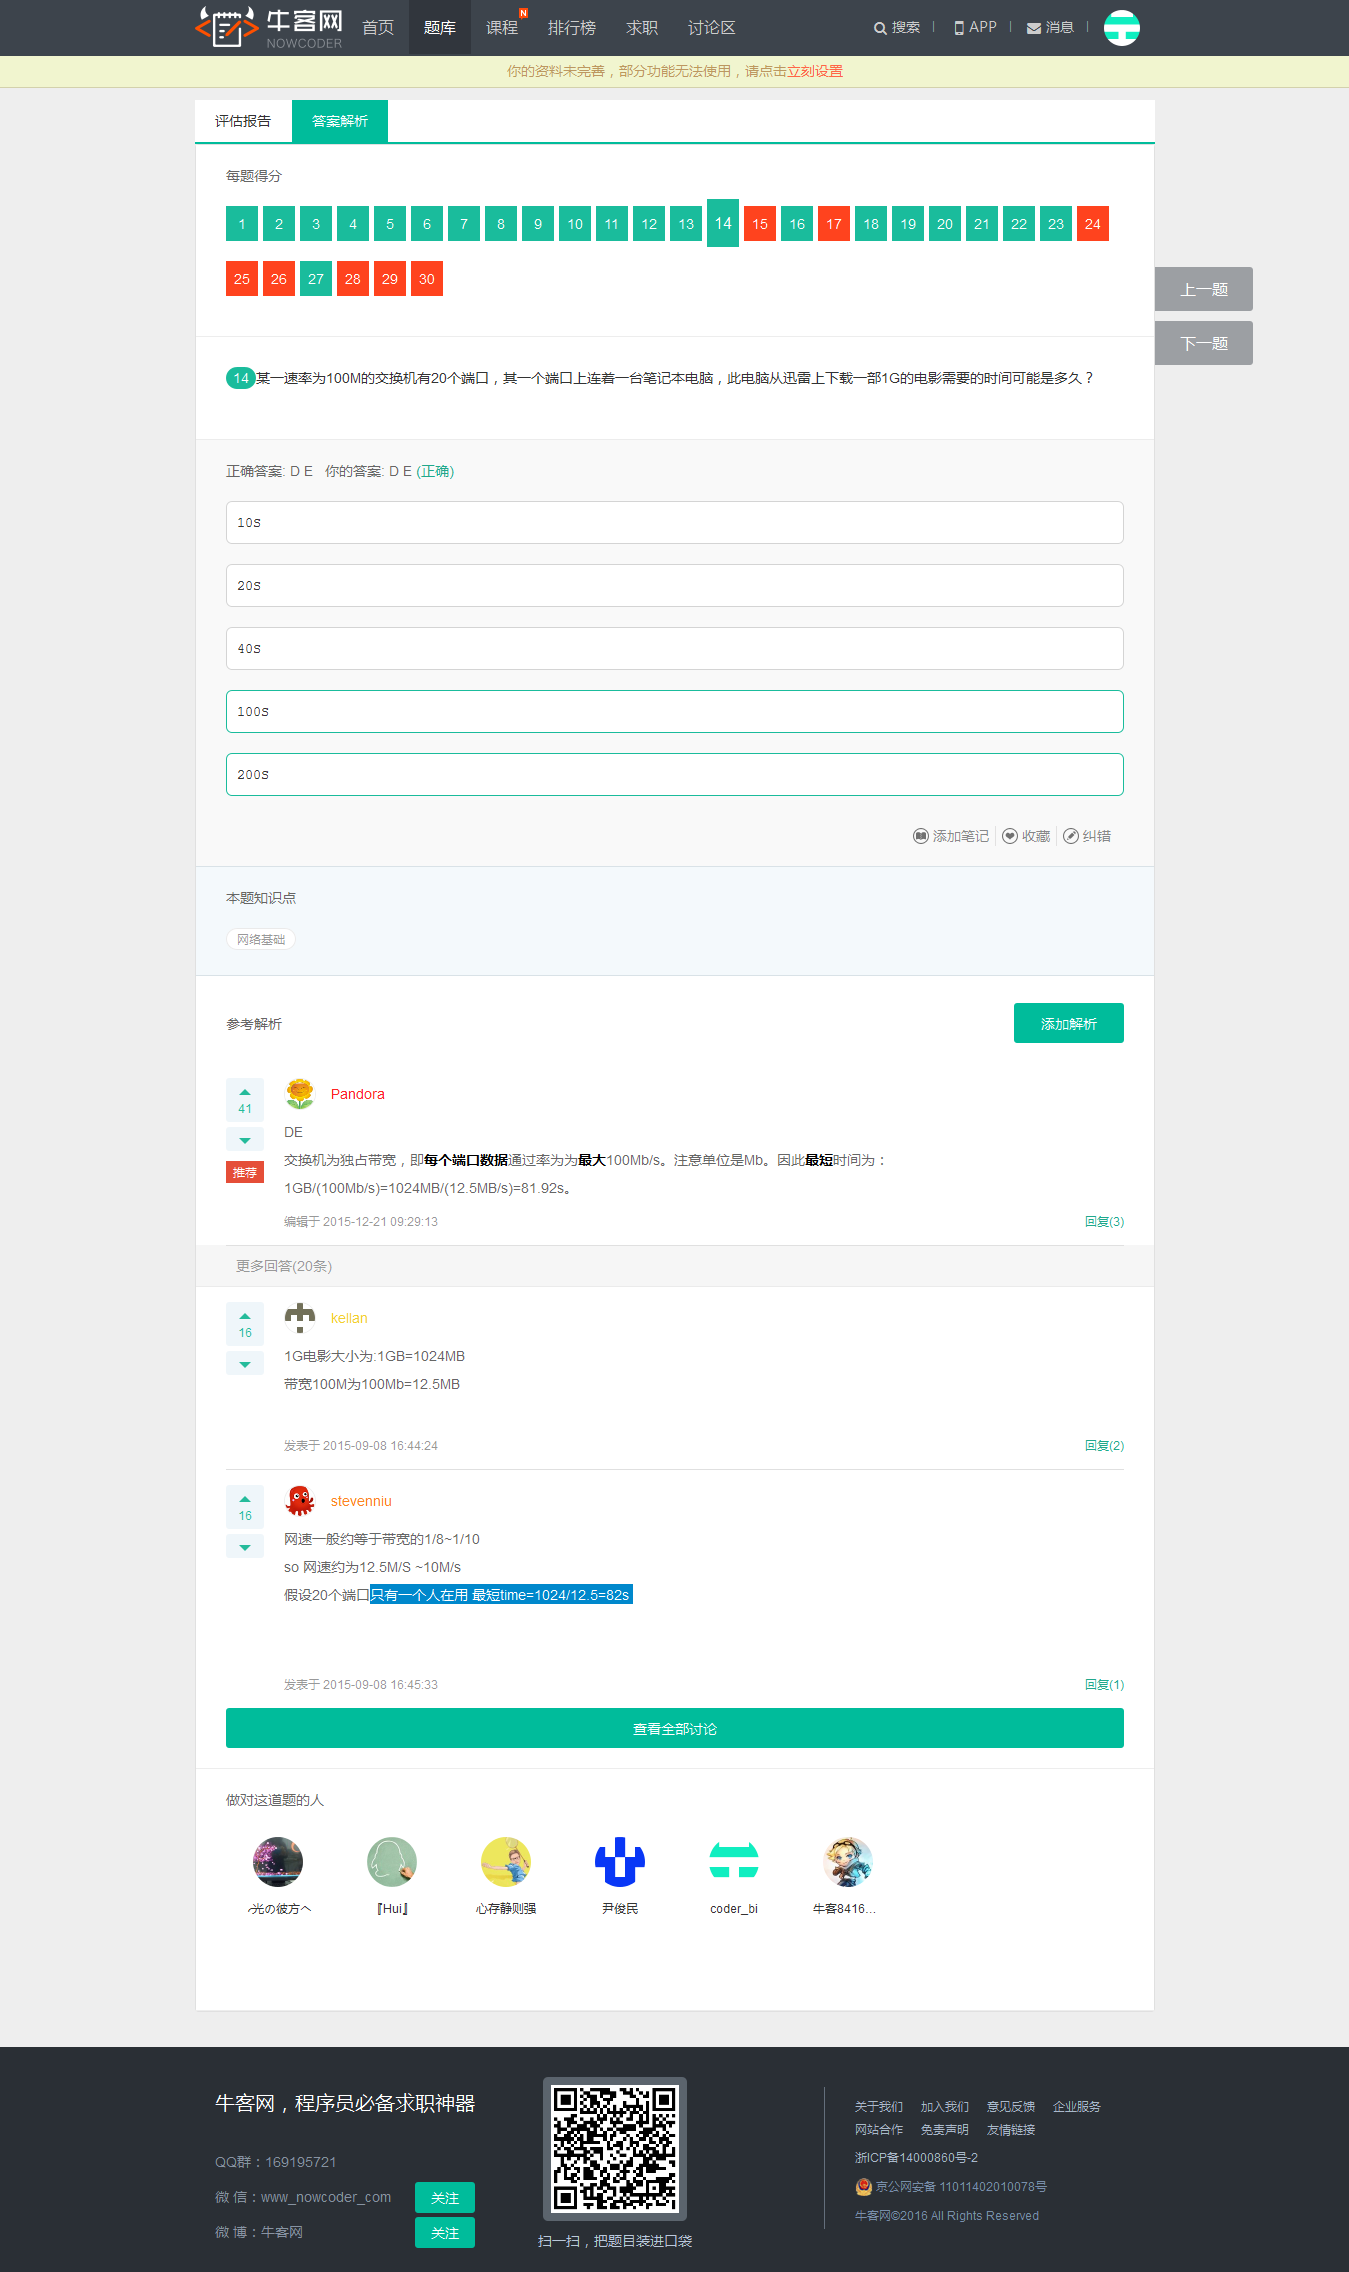 牛客网
NOWCODER
首页 题库 课程 N 排行榜 求职 讨论区 搜索 APP 消息
你的资料未完善，部分功能无法使用，请点击立刻设置
评估报告 答案解析
每题得分
1 2 3 4 5 6 7 8 9 10 11 12 13 14 15 16 17 18 19 20 21 22 23 24
25 26 27 28 29 30
上一题
下一题
14 某一速率为100M的交换机有20个端口，其一个端口上连着一台笔记本电脑，此电脑从迅雷上下载一部1G的电影需要的时间可能是多久？
正确答案: D E 你的答案: D E (正确)
10s
20s
40s
100s
200s
添加笔记 收藏 纠错
本题知识点
网络基础
参考解析 添加解析
41
推荐
Pandora
DE
交换机为独占带宽，即每个端口数据通过率为为最大100Mb/s。注意单位是Mb。因此最短时间为：
1GB/(100Mb/s)=1024MB/(12.5MB/s)=81.92s。
编辑于 2015-12-21 09:29:13 回复(3)
更多回答(20条)
16
kelian
1G电影大小为:1GB=1024MB
带宽100M为100Mb=12.5MB
发表于 2015-09-08 16:44:24 回复(2)
16
stevenniu
网速一般约等于带宽的1/8~1/10
so 网速约为12.5M/S ~10M/s
假设20个端口只有一个人在用 最短time=1024/12.5=82s
发表于 2015-09-08 16:45:33 回复(1)
查看全部讨论
做对这道题的人
~光の彼方へ 『Hui』 心存静则强 尹俊民 coder_bi 牛客8416...
牛客网，程序员必备求职神器
QQ群：169195721
微 信：www_nowcoder_com 关注
微 博：牛客网 关注
扫一扫，把题目装进口袋
关于我们 加入我们 意见反馈 企业服务
网站合作 免责声明 友情链接
浙ICP备14000860号-2
京公网安备 11011402010078号
牛客网©2016 All Rights Reserved